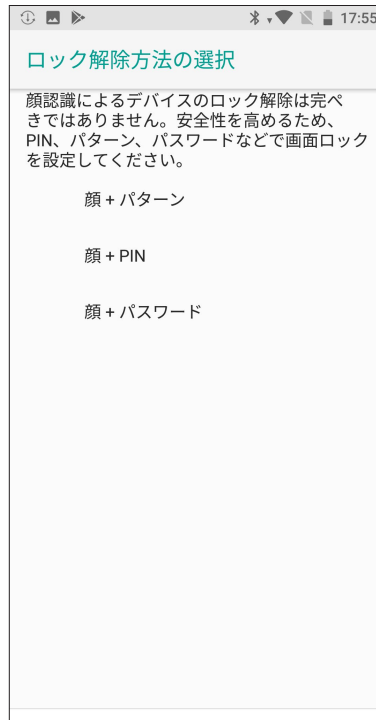 17:55
ロック解除方法の選択
顔認識によるデバイスのロック解除は完ぺ
きではありません。安全性を高めるため、
PIN、パターン、パスワードなどで画面ロック
を設定してください。
顔 + パターン
顔 + PIN
顔 + パスワード